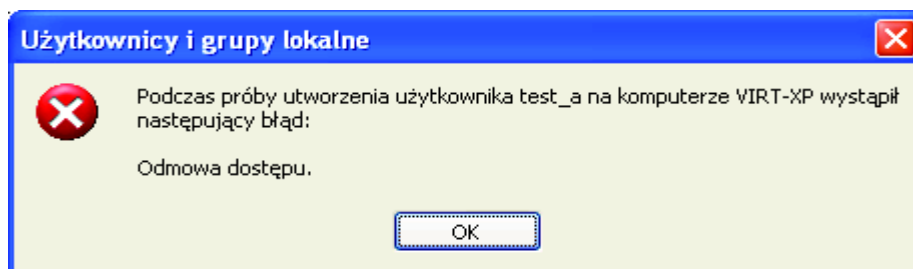 Użytkownicy i grupy lokalne
Podczas próby utworzenia użytkownika test_a na komputerze VIRT-XP wystąpił
następujący błąd:
Odmowa dostępu.
OK